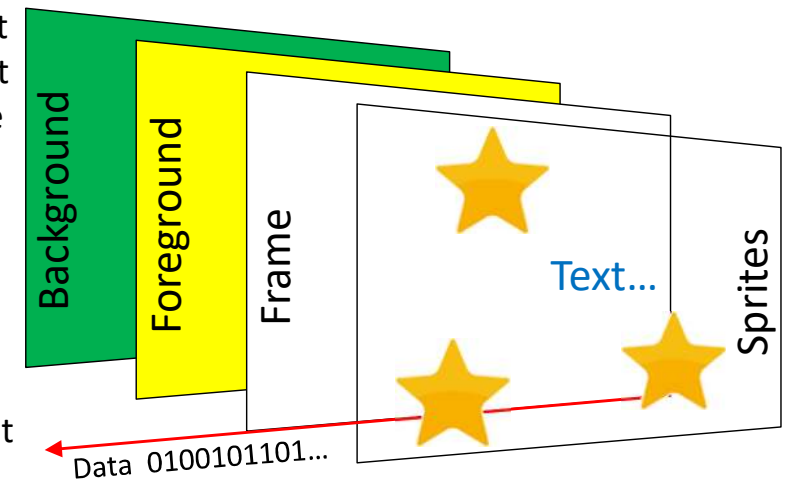 t
t
e
Background
Foreground
Frame
Text...
Sprites
t
Data 0100101101...